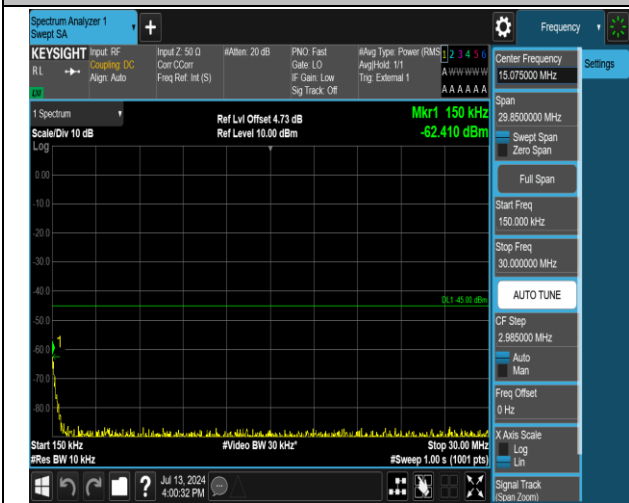 Spectrum Analyzer 1
Swept SA
+
Frequency
KEYSIGHT
RL
LXI
Input: RF
Coupling: DC
Align: Auto
Input Z: 50 Ω
Corr CCorr
Freq Ref: Int (S)
#Atten: 20 dB
PNO: Fast
Gate: LO
IF Gain: Low
Sig Track: Off
#Avg Type: Power (RMS
Avg|Hold: 1/1
Trig: External 1
1 2 3 4 5 6
A W W W W W
A A A A A A
Center Frequency
15.075000 MHz
Settings
Span
29.8500000 MHz
Swept Span
Zero Span
Full Span
Start Freq
150.000 kHz
Stop Freq
30.000000 MHz
AUTO TUNE
CF Step
2.985000 MHz
Auto
Man
Freq Offset
0 Hz
X Axis Scale
Log
Lin
Signal Track
(Span Zoom)
1 Spectrum
Scale/Div 10 dB
Log
Ref Lvl Offset 4.73 dB
Ref Level 10.00 dBm
Mkr1 150 kHz
-62.410 dBm
0.00
-10.0
-20.0
-30.0
-40.0
DL1 -45.00 dBm
-50.0
-60.0
1
-70.0
-80.0
Start 150 kHz
#Video BW 30 kHz*
Stop 30.00 MHz
#Res BW 10 kHz
#Sweep 1.00 s (1001 pts)
?
Jul 13, 2024
4:00:32 PM